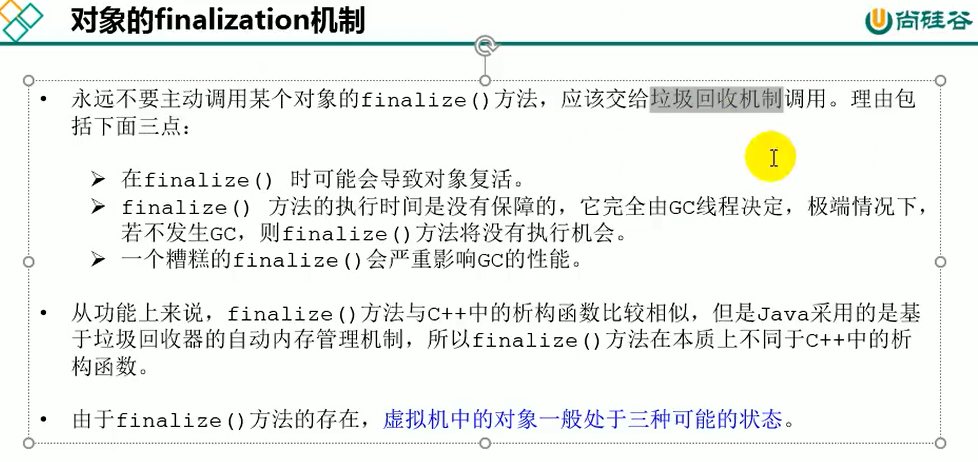 对象的finalization机制
尚硅谷
• 永远不要主动调用某个对象的finalize()方法，应该交给垃圾回收机制调用。理由包
括下面三点：
➢ 在finalize() 时可能会导致对象复活。
➢ finalize() 方法的执行时间是没有保障的，它完全由GC线程决定，极端情况下，
若不发生GC，则finalize()方法将没有执行机会。
➢ 一个糟糕的finalize()会严重影响GC的性能。
• 从功能上来说，finalize()方法与C++中的析构函数比较相似，但是Java采用的是基
于垃圾回收器的自动内存管理机制，所以finalize()方法在本质上不同于C++中的析
构函数。
• 由于finalize()方法的存在，虚拟机中的对象一般处于三种可能的状态。